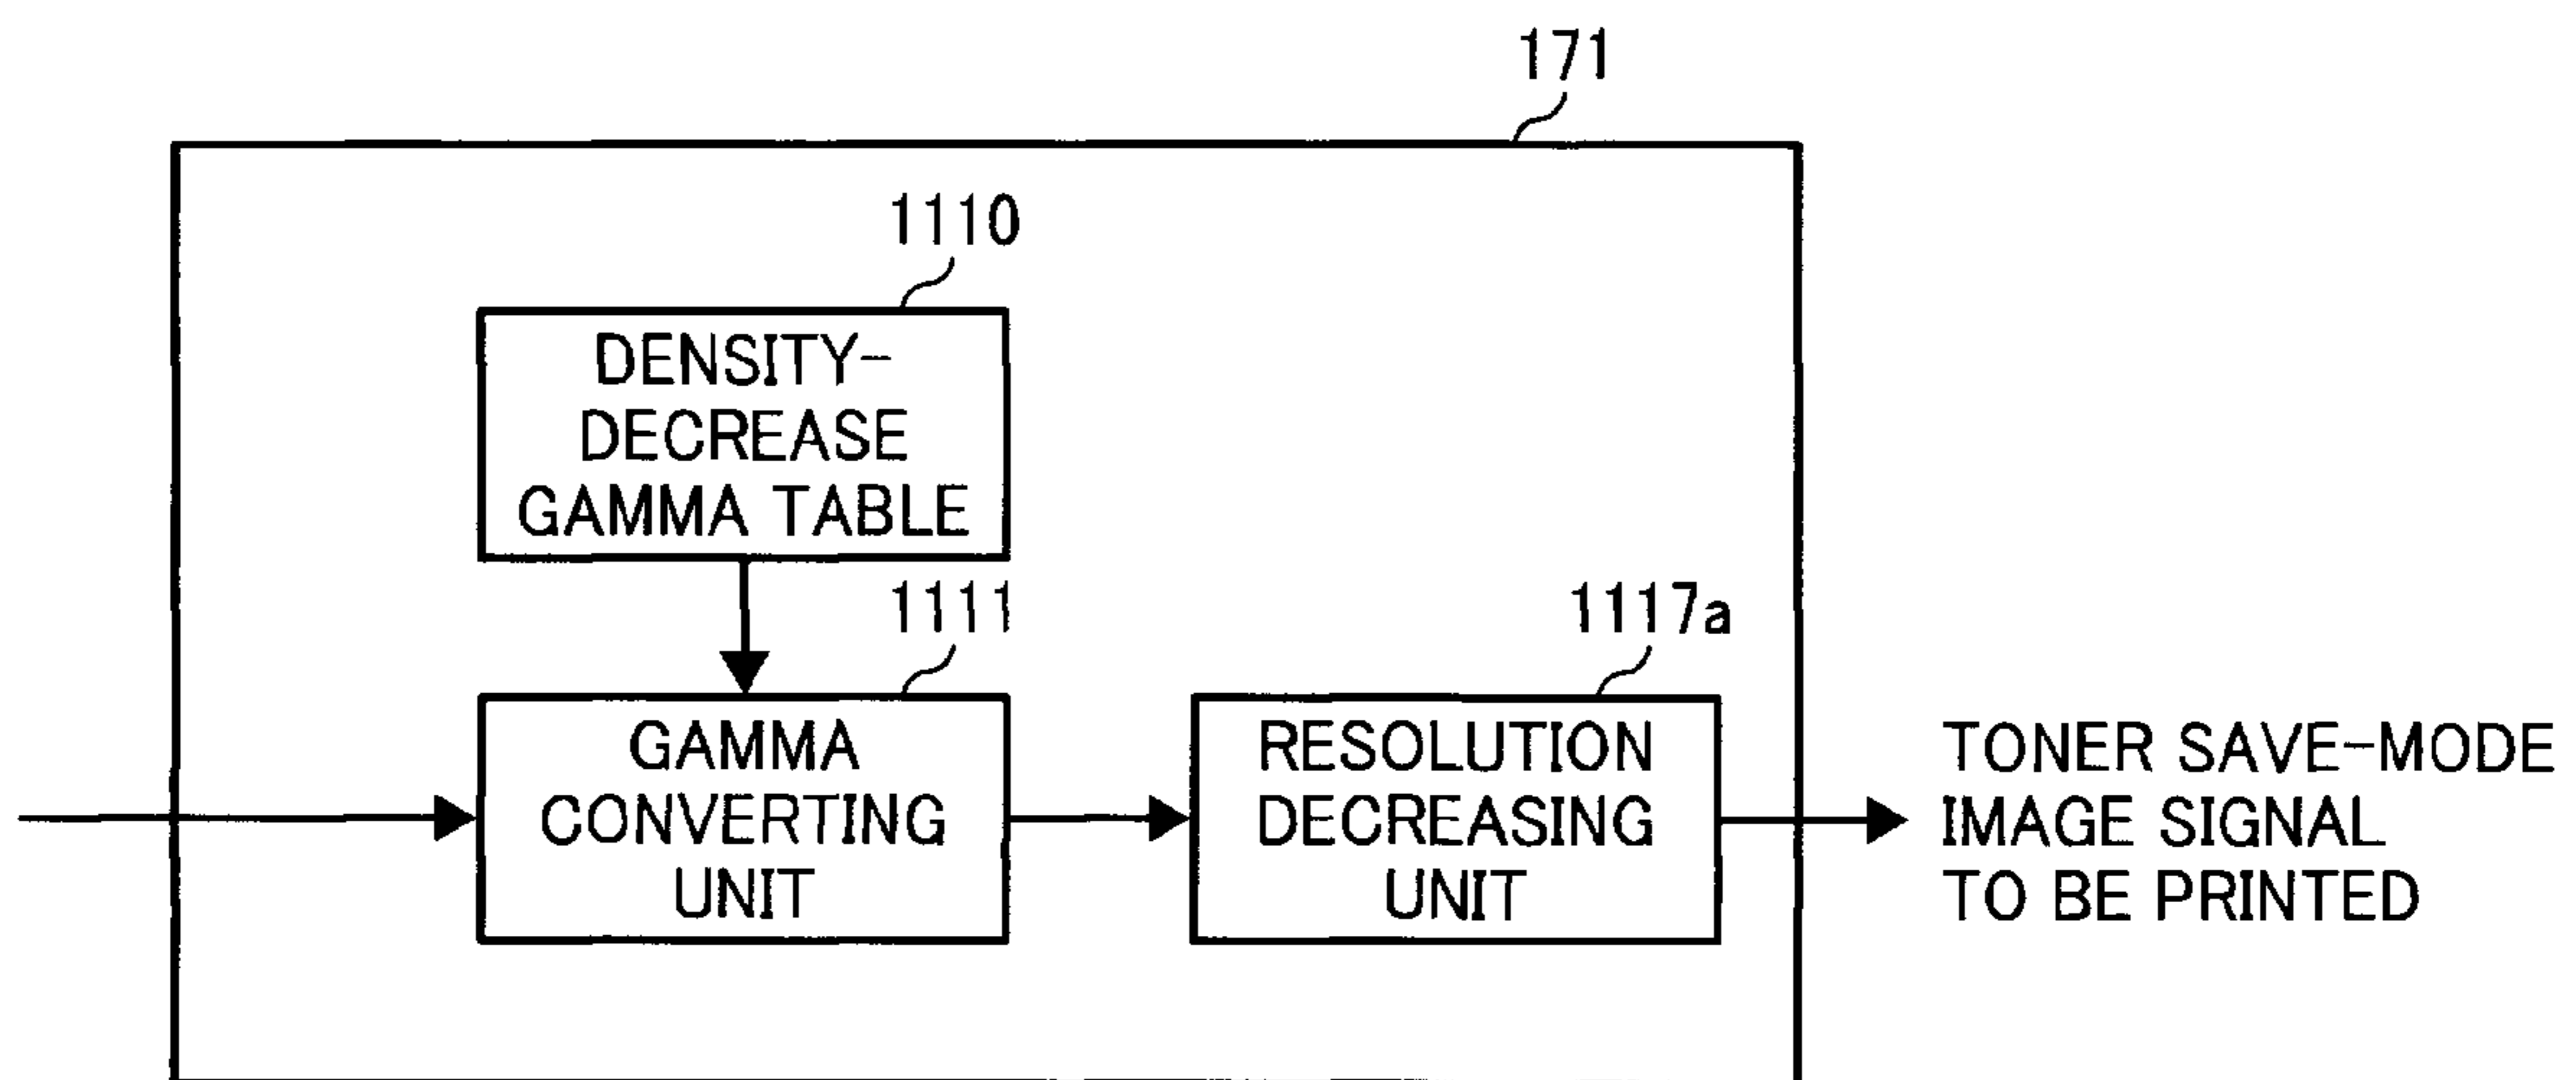 171
1110
DENSITY-
DECREASE
GAMMA TABLE
1111
GAMMA
CONVERTING
UNIT
1117a
RESOLUTION
DECREASING
UNIT
TONER SAVE-MODE
IMAGE SIGNAL
TO BE PRINTED